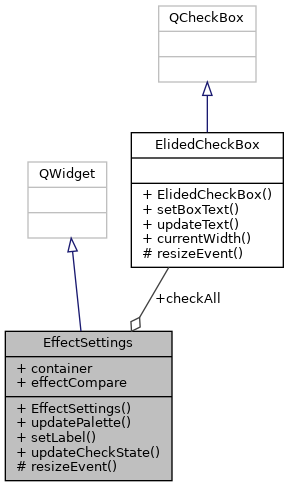 QCheckBox
ElidedCheckBox
+ ElidedCheckBox()
+ setBoxText()
+ updateText()
+ currentWidth()
# resizeEvent()
QWidget
+checkAll
EffectSettings
+ container
+ effectCompare
+ EffectSettings()
+ updatePalette()
+ setLabel()
+ updateCheckState()
# resizeEvent()